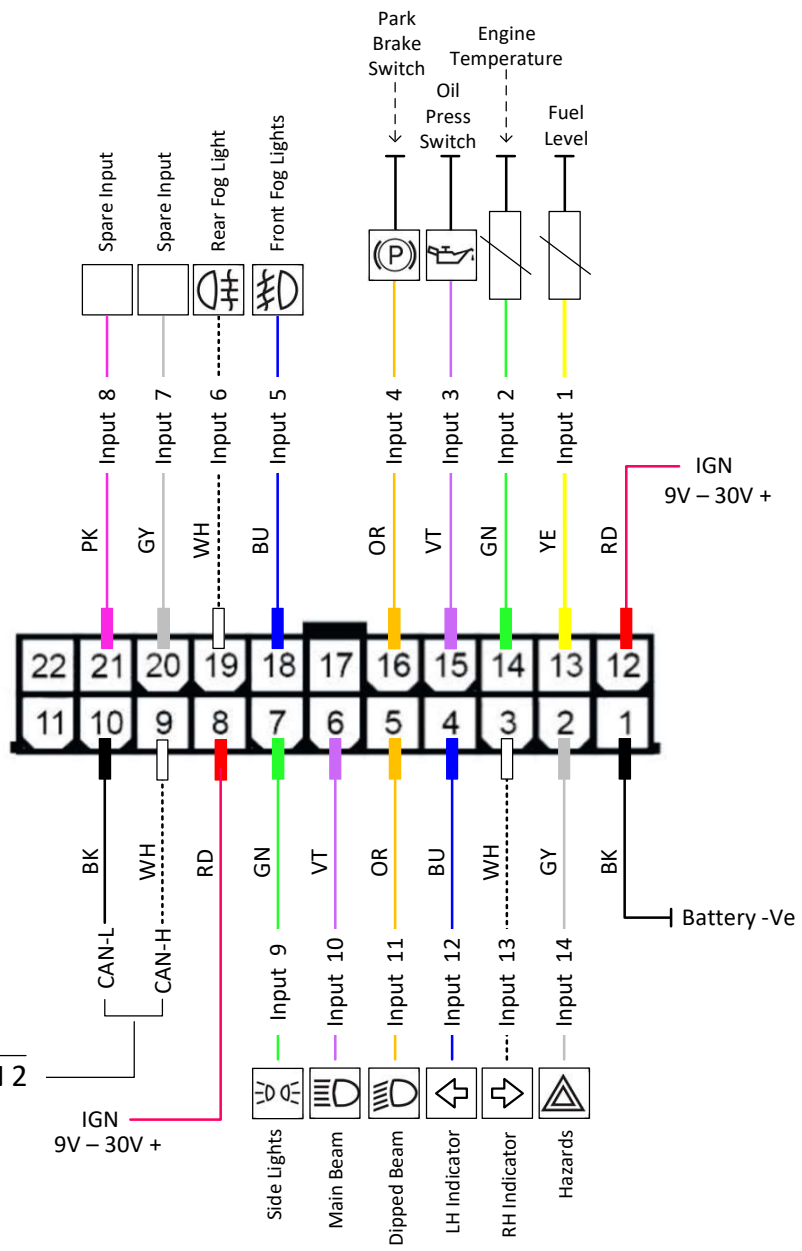 Park
Brake
Switch
Engine
Temperature
Oil
Press
Switch
Fuel
Level
Spare Input
Spare Input
Rear Fog Light
Front Fog Lights
Input 8
Input 7
Input 6
Input 5
Input 4
Input 3
Input 2
Input 1
IGN
9V – 30V +
PK
GY
WH
BU
OR
VT
GN
YE
RD
22 21 20 19 18 17 16 15 14 13 12
11 10 9 8 7 6 5 4 3 2 1
BK
WH
RD
GN
VT
OR
BU
WH
GY
BK
Battery -Ve
CAN-L
CAN-H
Input 9
Input 10
Input 11
Input 12
Input 13
Input 14
2
IGN
9V – 30V +
Side Lights
Main Beam
Dipped Beam
LH Indicator
RH Indicator
Hazards
P